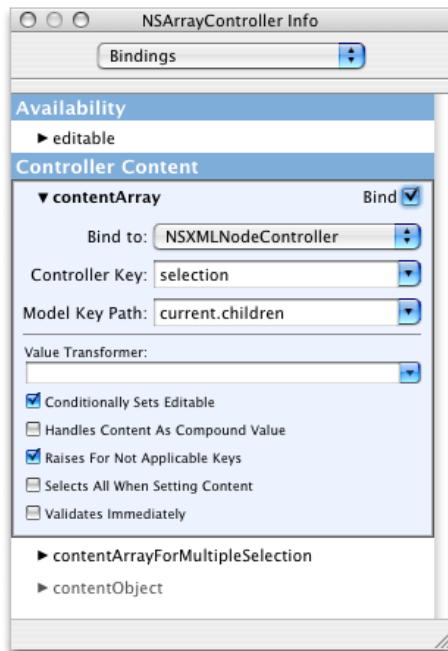 NSArrayController Info
Bindings
Availability
editable
Controller Content
contentArray Bind
Bind to: NSXMLNodeController
Controller Key: selection
Model Key Path: current.children
Value Transformer:
Conditionally Sets Editable
Handles Content As Compound Value
Raises For Not Applicable Keys
Selects All When Setting Content
Validates Immediately
contentArrayForMultipleSelection
contentObject